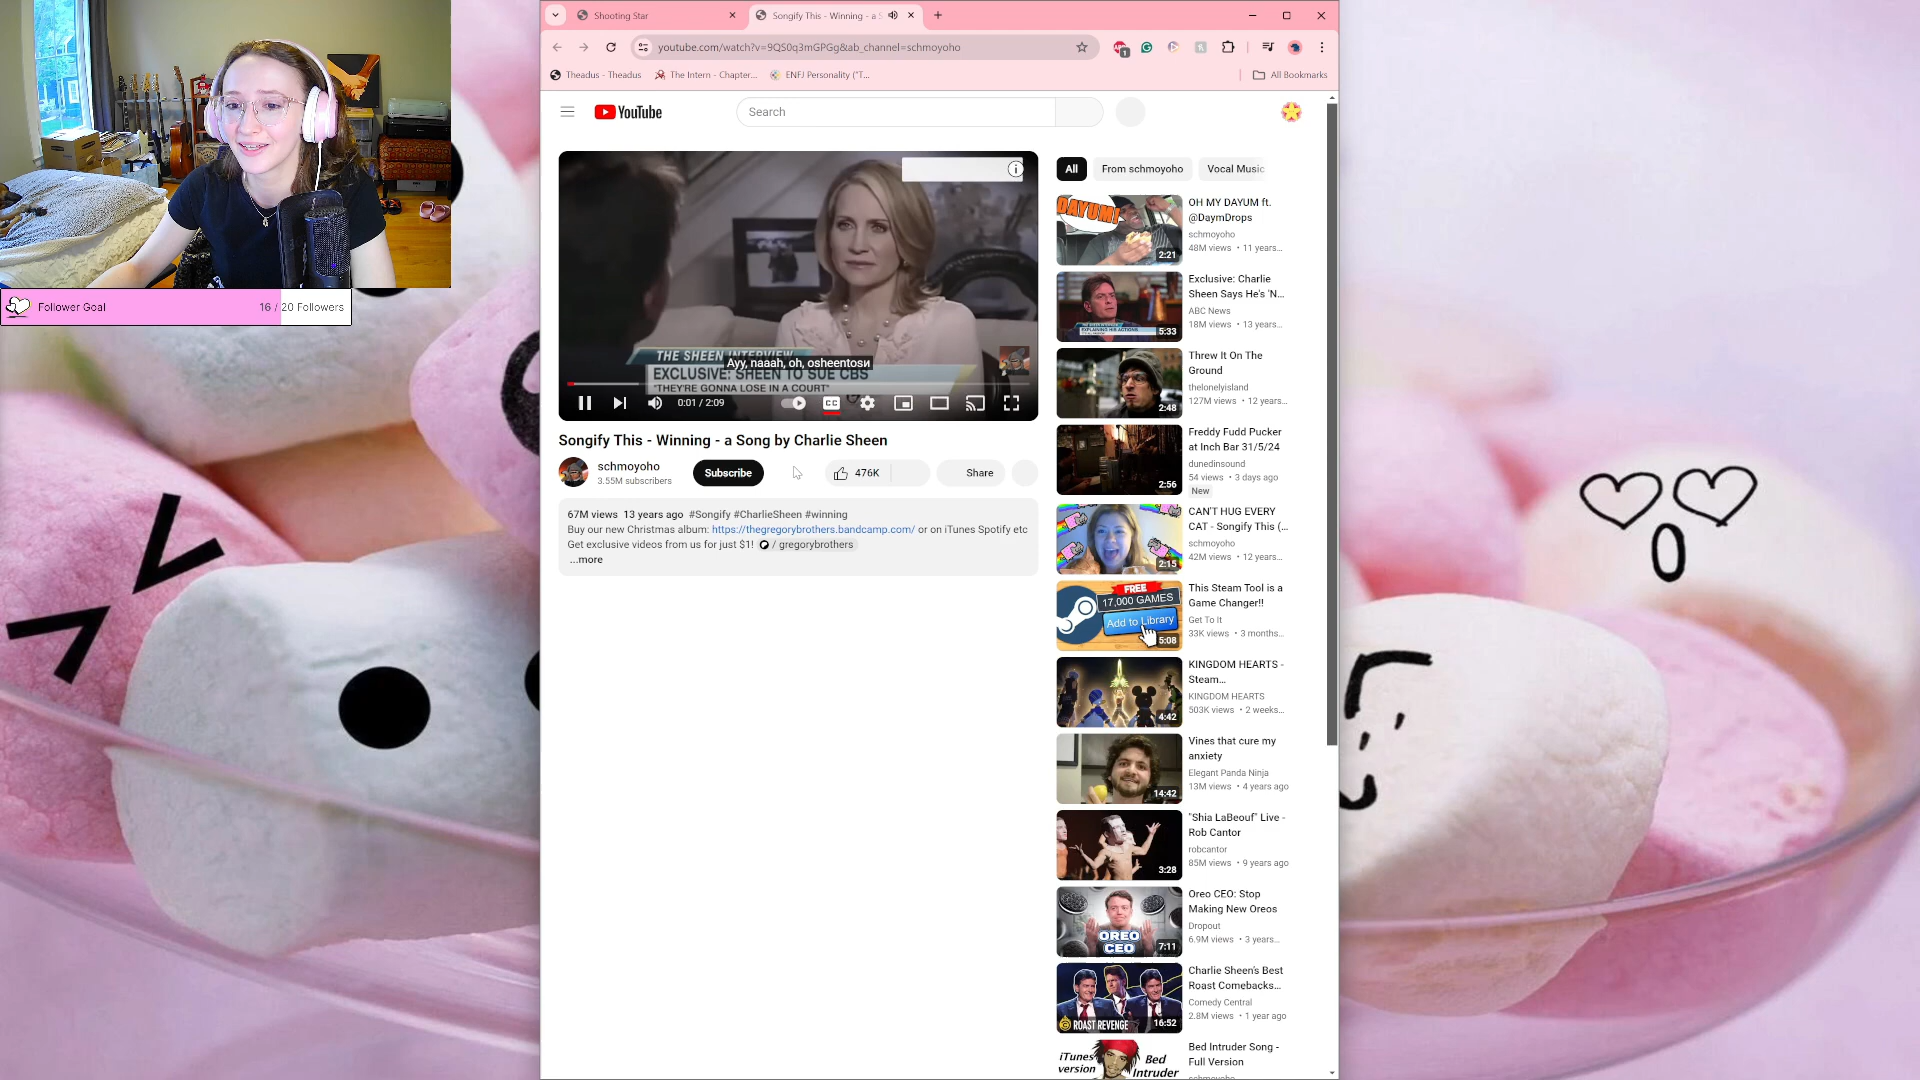 Follower Goal
16 / 20 Followers
Shooting Star
Songify This - Winning - a S
youtube.com/watch?v=9QS0q3mGPGg&ab_channel=schmoyoho
1
Theadus - Theadus
The Intern - Chapter...
ENFJ Personality ("T...
All Bookmarks
YouTube
Search
THE SHEEN INTERVIEW
Ayy, naaah, oh, osheentosи
EXCLUSIVE: SHEEN TO SUE CBS
"THEY'RE GONNA LOSE IN A COURT"
0:01 / 2:09
CC
Songify This - Winning - a Song by Charlie Sheen
schmoyoho
3.55M subscribers
Subscribe
476K
Share
67M views 13 years ago #Songify #CharlieSheen #winning
Buy our new Christmas album: https://thegregorybrothers.bandcamp.com/ or on iTunes Spotify etc
Get exclusive videos from us for just $1! / gregorybrothers
...more
All
From schmoyoho
Vocal Music
DAYUM!
2:21
OH MY DAYUM ft.
@DaymDrops
schmoyoho
48M views • 11 years...
EXPLAINING HIS ACTIONS
5:33
Exclusive: Charlie
Sheen Says He's 'N...
ABC News
18M views • 13 years...
2:48
Threw It On The
Ground
thelonelyisland
127M views • 12 years...
2:56
Freddy Fudd Pucker
at Inch Bar 31/5/24
dunedinsound
54 views • 3 days ago
New
2:15
CAN'T HUG EVERY
CAT - Songify This (...
schmoyoho
42M views • 12 years...
FREE
17,000 GAMES
Add to Library
5:08
This Steam Tool is a
Game Changer!!
Get To It
33K views • 3 months...
4:42
KINGDOM HEARTS -
Steam...
KINGDOM HEARTS
503K views • 2 weeks...
14:42
Vines that cure my
anxiety
Elegant Panda Ninja
13M views • 4 years ago
3:28
"Shia LaBeouf" Live -
Rob Cantor
robcantor
85M views • 9 years ago
OREO
CEO
7:11
Oreo CEO: Stop
Making New Oreos
Dropout
6.9M views • 3 years...
ROAST REVENGE
16:52
Charlie Sheen's Best
Roast Comebacks...
Comedy Central
2.8M views • 1 year ago
iTunes
version
Bed
Intruder
Bed Intruder Song -
Full Version
schmoyoho